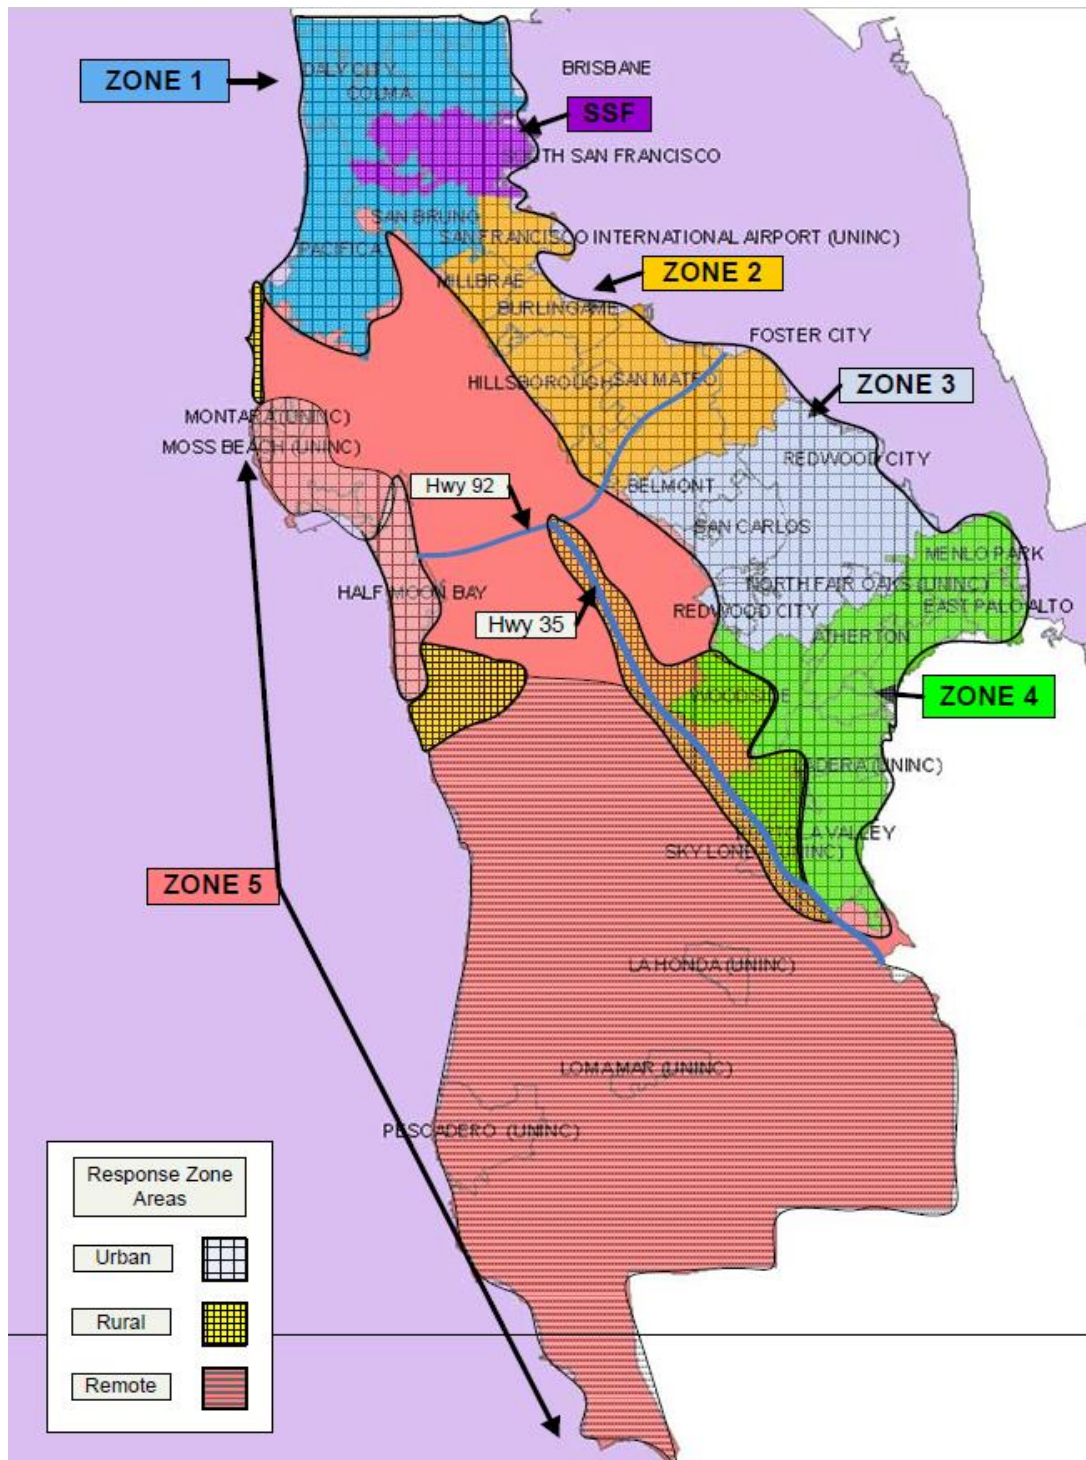 ZONE 1
DALY CITY
COLMA
BRISBANE
SSF
SOUTH SAN FRANCISCO
SAN BRUNO
PACIFICA
SAN FRANCISCO INTERNATIONAL AIRPORT (UNINC)
ZONE 2
MILLBRAE
BURLINGAME
FOSTER CITY
HILLSBOROUGH
SAN MATEO
ZONE 3
MONTARA (UNINC)
MOSS BEACH (UNINC)
REDWOOD CITY
Hwy 92
BELMONT
SAN CARLOS
MENLO PARK
HALF MOON BAY
NORTH FAIR OAKS (UNINC)
Hwy 35
REDWOOD CITY
EAST PALO ALTO
ATHERTON
WOODSIDE
ZONE 4
LADERA (UNINC)
PORTOLA VALLEY
SKY LONDA (UNINC)
ZONE 5
LA HONDA (UNINC)
LOMA MAR (UNINC)
PESCADERO (UNINC)
Response Zone
Areas
Urban
Rural
Remote